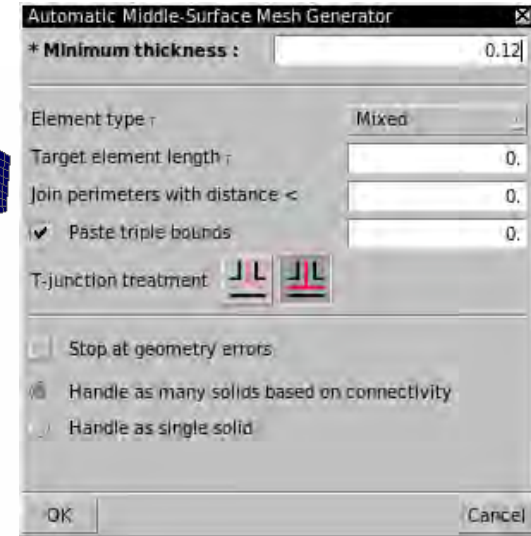 Automatic Middle-Surface Mesh Generator
* Minimum thickness : 0.12
Element type : Mixed
Target element length : 0.
Join perimeters with distance < 0.
Paste triple bounds 0.
T-junction treatment
Stop at geometry errors
Handle as many solids based on connectivity
Handle as single solid
OK Cancel